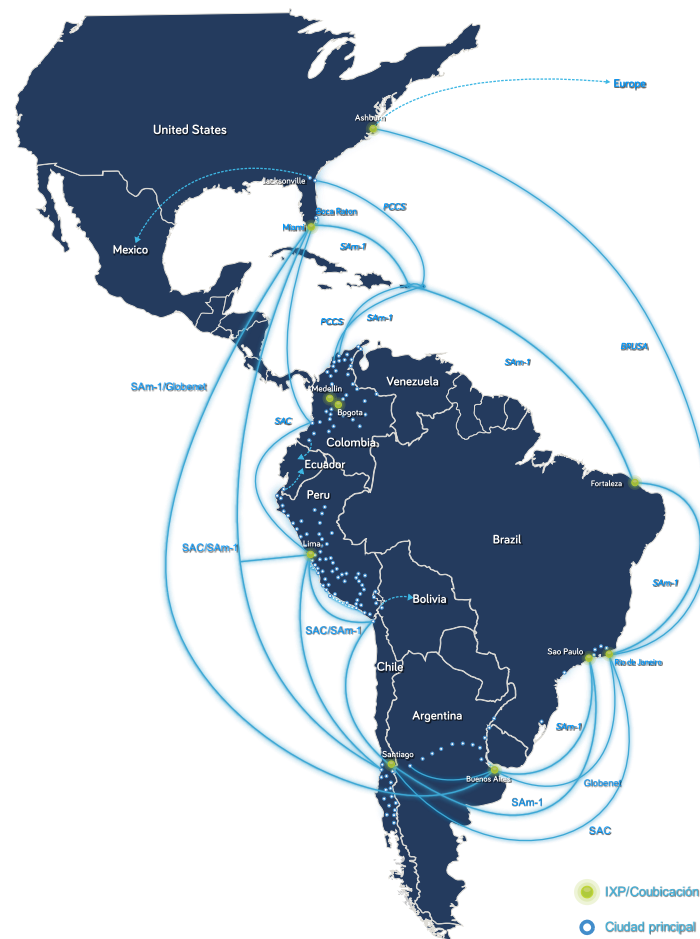 Europe
Ashburn
United States
Jacksonville
PCCS
Boca Raton
Miami
SAm-1
Mexico
PCCS
SAm-1
BRUSA
SAm-1
SAm-1/Globenet
Venezuela
Medellin
Bogota
SAC
Colombia
Ecuador
Fortaleza
Peru
Brazil
Lima
SAC/SAm-1
SAm-1
Bolivia
SAC/SAm-1
Sao Paulo
Rio de Janeiro
Chile
Argentina
SAm-1
Santiago
Buenos Aires
Globenet
SAm-1
SAC
IXP/Coubicación
Ciudad principal